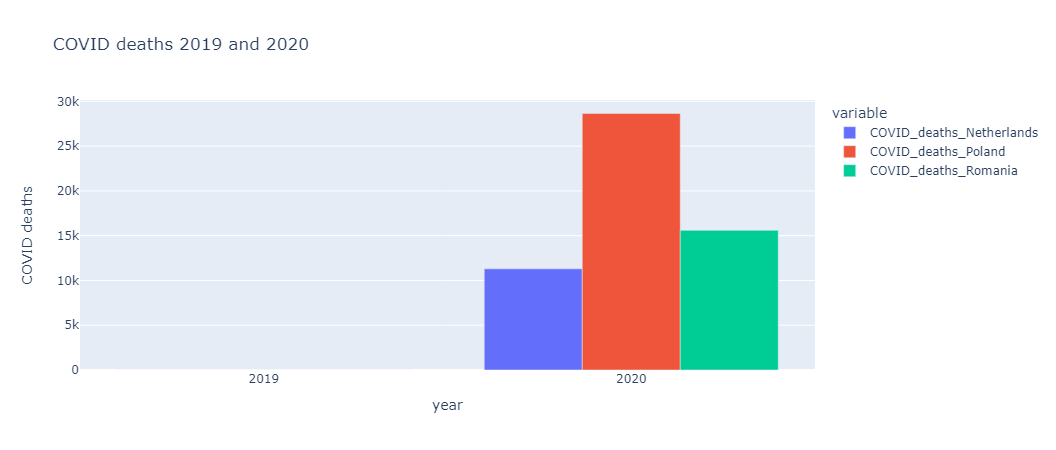 COVID deaths 2019 and 2020
30k
25k
20k
15k
10k
5k
0
COVID deaths
2019
2020
year
variable
COVID_deaths_Netherlands
COVID_deaths_Poland
COVID_deaths_Romania